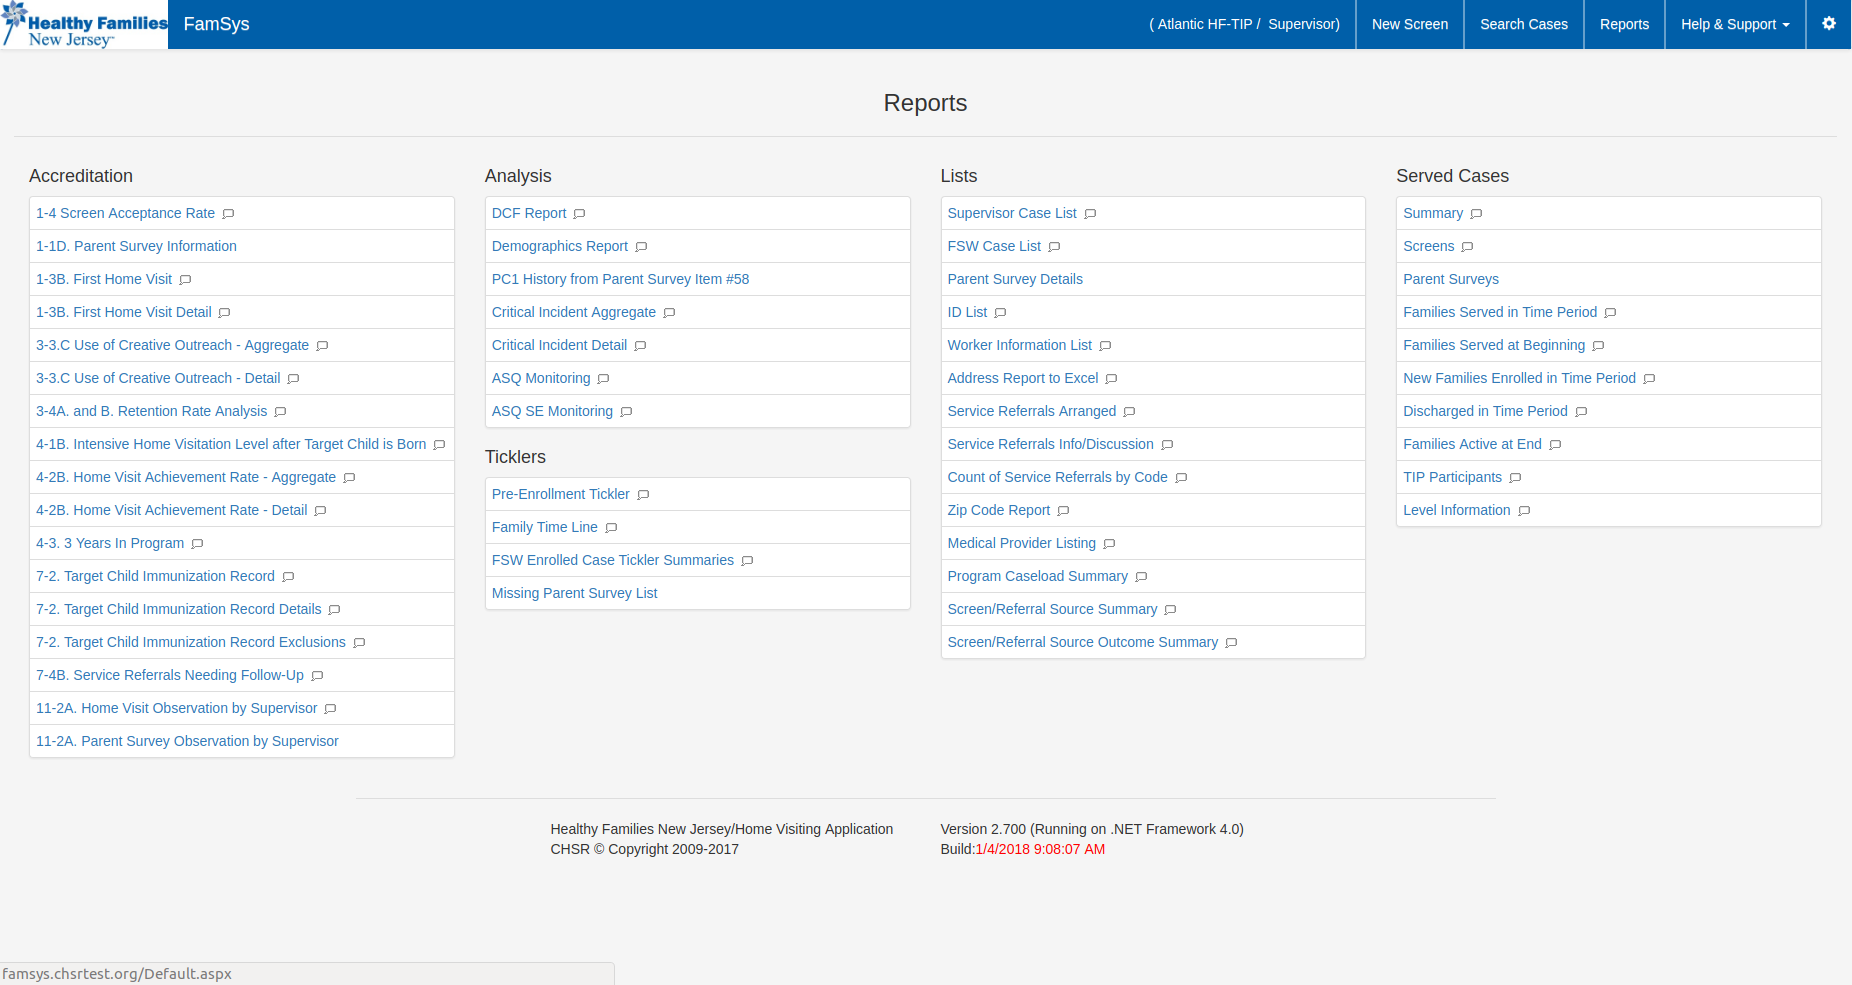 Healthy Families
New Jersey™
FamSys
( Atlantic HF-TIP / Supervisor)
New Screen
Search Cases
Reports
Help & Support
Reports
Accreditation
1-4 Screen Acceptance Rate
1-1D. Parent Survey Information
1-3B. First Home Visit
1-3B. First Home Visit Detail
3-3.C Use of Creative Outreach - Aggregate
3-3.C Use of Creative Outreach - Detail
3-4A. and B. Retention Rate Analysis
4-1B. Intensive Home Visitation Level after Target Child is Born
4-2B. Home Visit Achievement Rate - Aggregate
4-2B. Home Visit Achievement Rate - Detail
4-3. 3 Years In Program
7-2. Target Child Immunization Record
7-2. Target Child Immunization Record Details
7-2. Target Child Immunization Record Exclusions
7-4B. Service Referrals Needing Follow-Up
11-2A. Home Visit Observation by Supervisor
11-2A. Parent Survey Observation by Supervisor
Analysis
DCF Report
Demographics Report
PC1 History from Parent Survey Item #58
Critical Incident Aggregate
Critical Incident Detail
ASQ Monitoring
ASQ SE Monitoring
Ticklers
Pre-Enrollment Tickler
Family Time Line
FSW Enrolled Case Tickler Summaries
Missing Parent Survey List
Lists
Supervisor Case List
FSW Case List
Parent Survey Details
ID List
Worker Information List
Address Report to Excel
Service Referrals Arranged
Service Referrals Info/Discussion
Count of Service Referrals by Code
Zip Code Report
Medical Provider Listing
Program Caseload Summary
Screen/Referral Source Summary
Screen/Referral Source Outcome Summary
Served Cases
Summary
Screens
Parent Surveys
Families Served in Time Period
Families Served at Beginning
New Families Enrolled in Time Period
Discharged in Time Period
Families Active at End
TIP Participants
Level Information
Healthy Families New Jersey/Home Visiting Application
CHSR © Copyright 2009-2017
Version 2.700 (Running on .NET Framework 4.0)
Build:1/4/2018 9:08:07 AM
famsys.chsrtest.org/Default.aspx